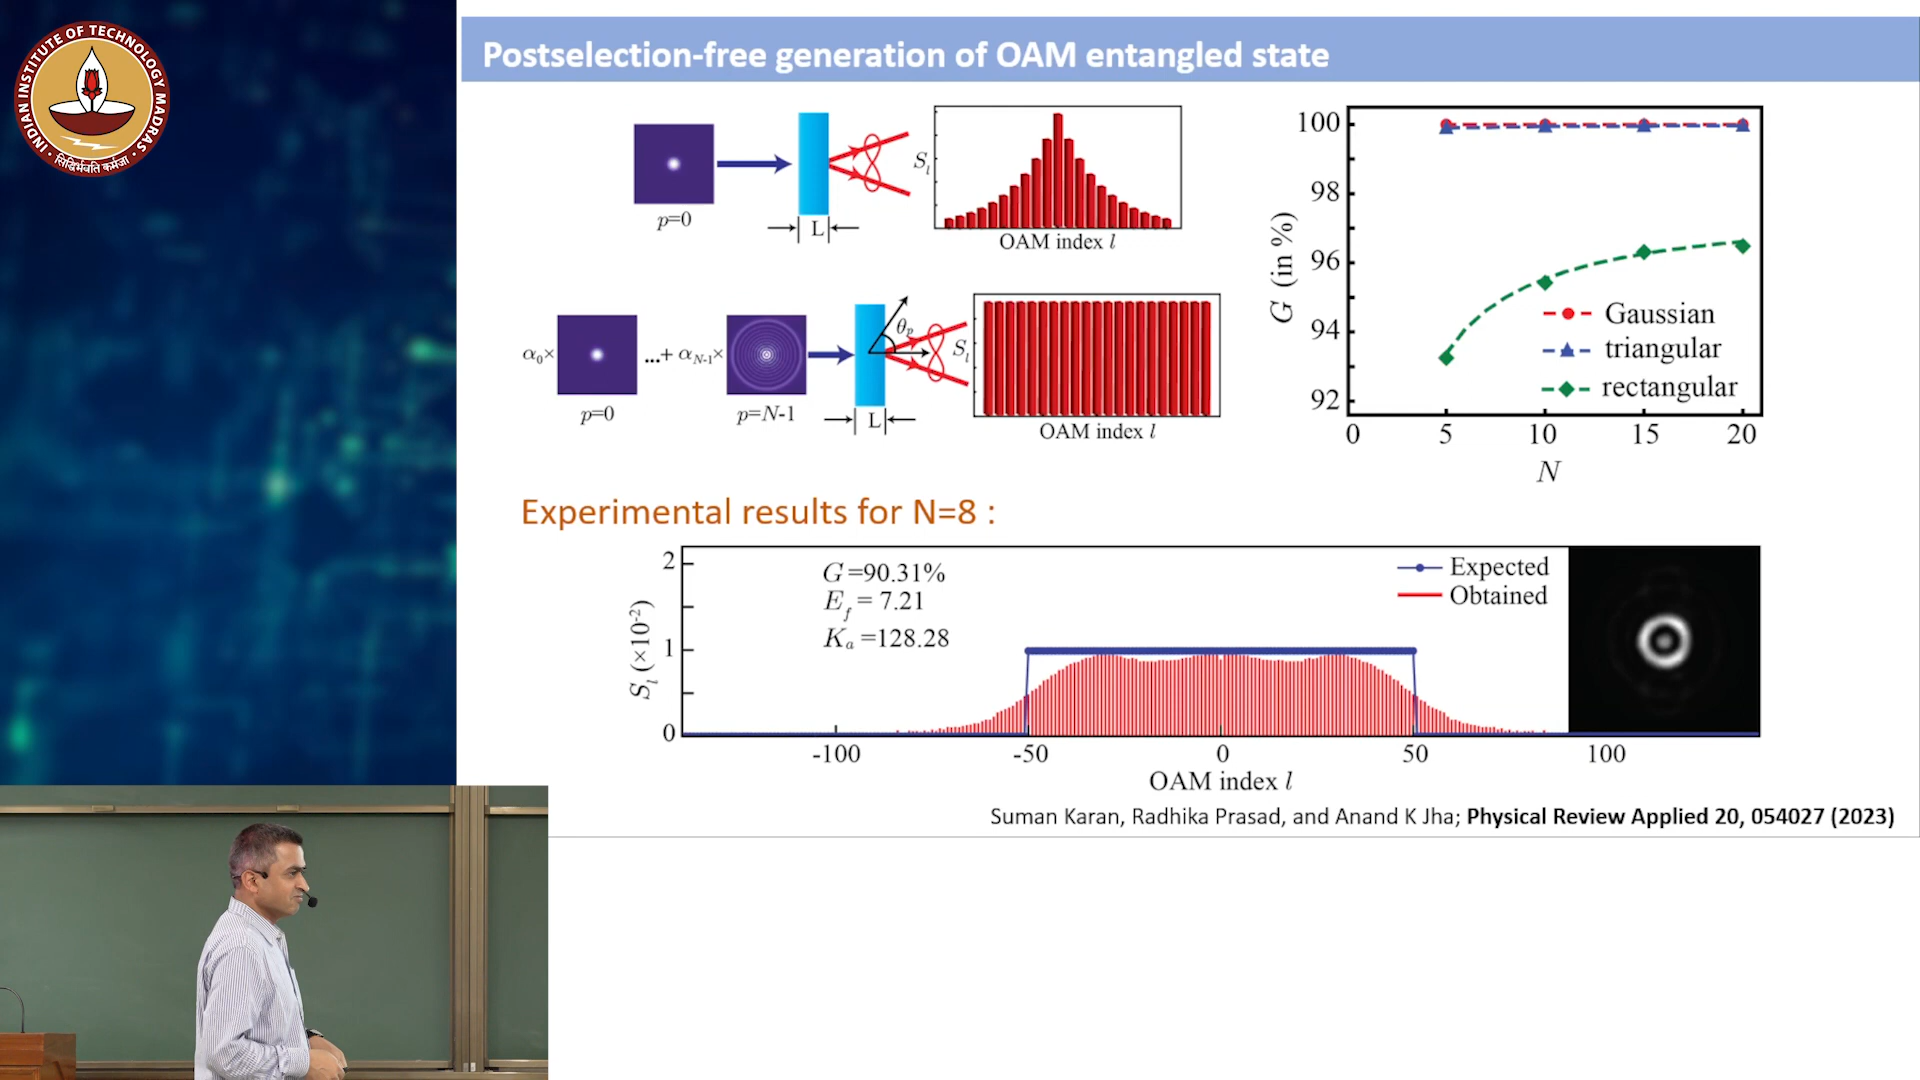 INDIAN INSTITUTE OF TECHNOLOGY MADRAS
सिद्धिर्भवति कर्मजा
Postselection-free generation of OAM entangled state
p=0
L
S_l
OAM index l
α_0×
...+ α_{N-1}×
p=0
p=N-1
θ_p
L
S_l
OAM index l
G (in %)
100
98
96
94
92
Gaussian
triangular
rectangular
0 5 10 15 20
N
Experimental results for N=8 :
S_l (×10^-2)
2
1
0
G=90.31%
E_f = 7.21
K_a =128.28
Expected
Obtained
-100 -50 0 50 100
OAM index l
Suman Karan, Radhika Prasad, and Anand K Jha; Physical Review Applied 20, 054027 (2023)